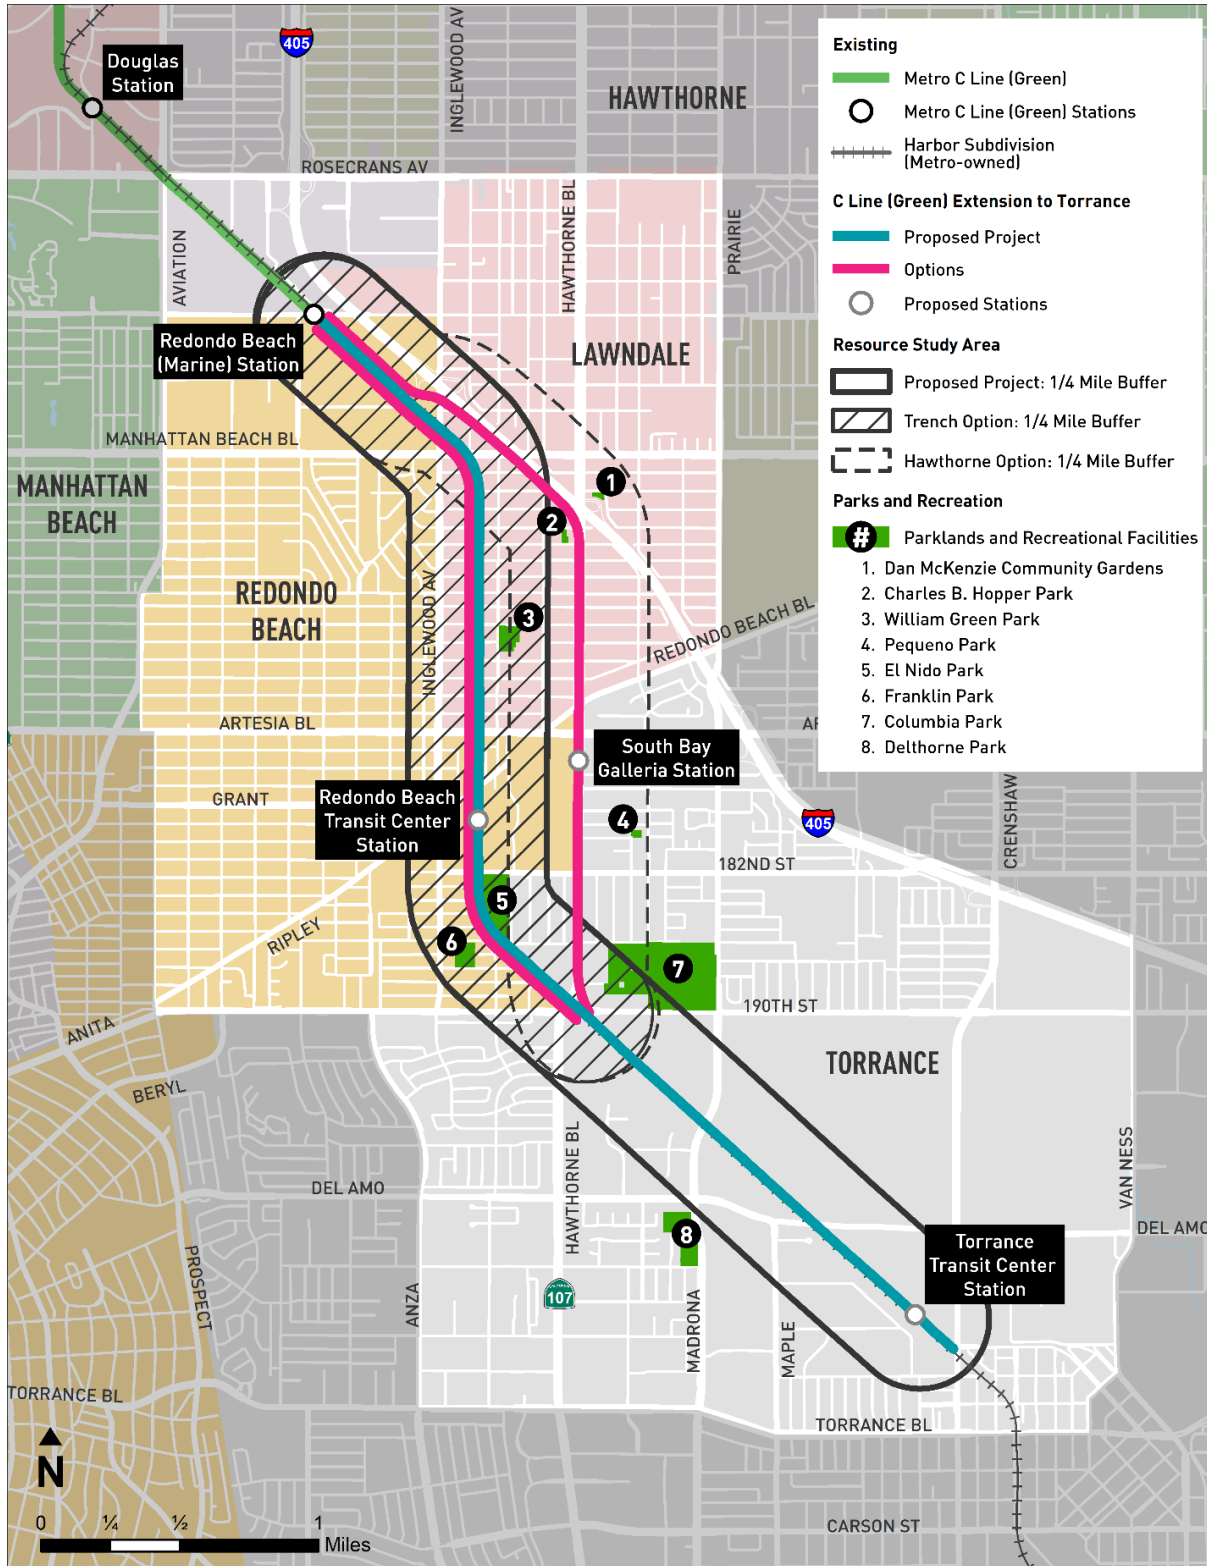 405
Douglas
Station
INGLEWOOD AV
HAWTHORNE
ROSECRANS AV
HAWTHORNE BL
AVIATION
PRAIRIE
Redondo Beach
(Marine) Station
LAWNDALE
MANHATTAN BEACH BL
MANHATTAN
BEACH
1
2
REDONDO
BEACH
INGLEWOOD AV
3
REDONDO BEACH BL
ARTESIA BL
South Bay
Galleria Station
GRANT
Redondo Beach
Transit Center
Station
4
405
CRENSHAW
182ND ST
5
RIPLEY
6
7
190TH ST
ANITA
BERYL
TORRANCE
HAWTHORNE BL
VAN NESS
DEL AMO
DEL AMO
8
PROSPECT
ANZA
CALIFORNIA
107
Torrance
Transit Center
Station
MADRONA
MAPLE
TORRANCE BL
TORRANCE BL
CARSON ST
N
0 ¼ ½ 1
Miles
Existing
Metro C Line (Green)
Metro C Line (Green) Stations
Harbor Subdivision
(Metro-owned)
C Line (Green) Extension to Torrance
Proposed Project
Options
Proposed Stations
Resource Study Area
Proposed Project: 1/4 Mile Buffer
Trench Option: 1/4 Mile Buffer
Hawthorne Option: 1/4 Mile Buffer
Parks and Recreation
# Parklands and Recreational Facilities
1. Dan McKenzie Community Gardens
2. Charles B. Hopper Park
3. William Green Park
4. Pequeno Park
5. El Nido Park
6. Franklin Park
7. Columbia Park
8. Delthorne Park